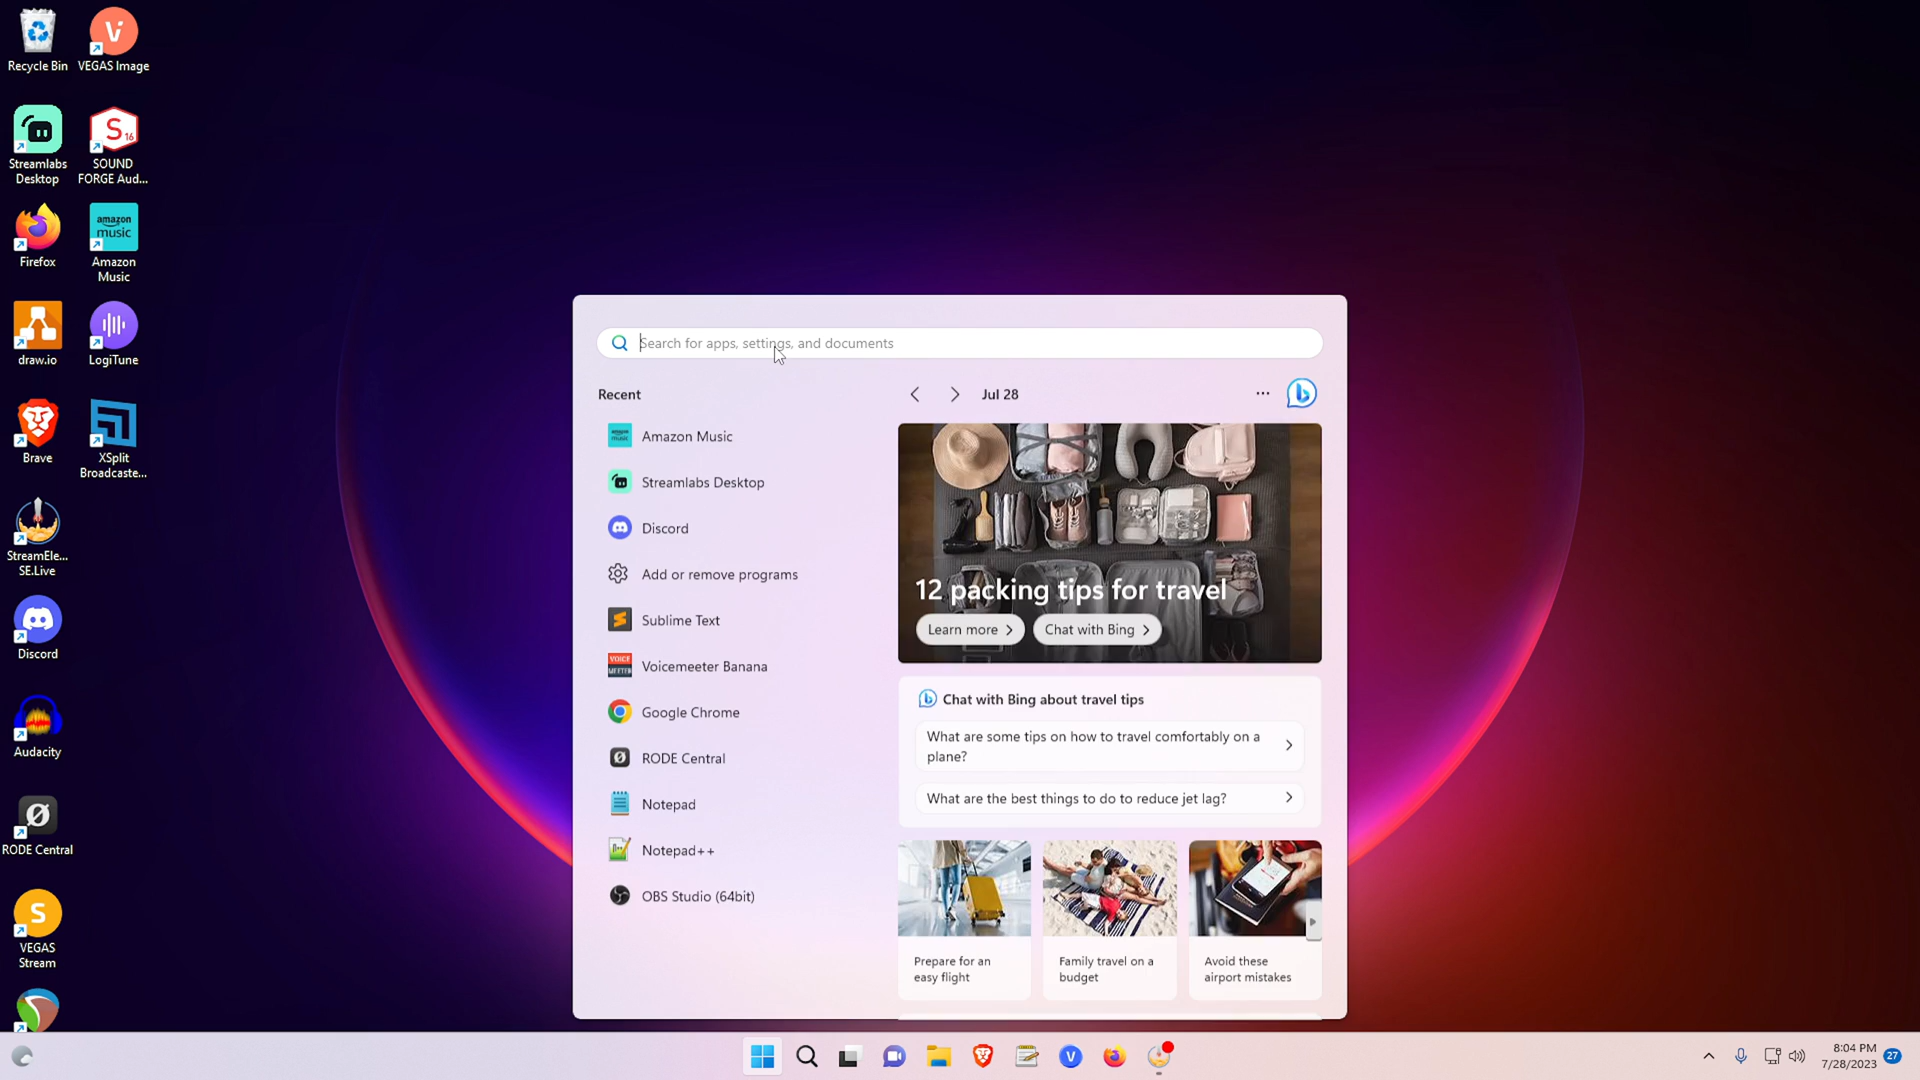 Recycle Bin
VEGAS Image
Streamlabs
Desktop
S16
SOUND
FORGE Aud...
Firefox
amazon
music
Amazon
Music
draw.io
LogiTune
Brave
XSplit
Broadcaste...
StreamEle...
SE.Live
Discord
Audacity
RODE Central
S
VEGAS
Stream
Search for apps, settings, and documents
Recent
Amazon Music
Streamlabs Desktop
Discord
Add or remove programs
Sublime Text
VOICE
MEETER
Voicemeeter Banana
Google Chrome
RODE Central
Notepad
Notepad++
OBS Studio (64bit)
Jul 28
12 packing tips for travel
Learn more
Chat with Bing
Chat with Bing about travel tips
What are some tips on how to travel comfortably on a
plane?
What are the best things to do to reduce jet lag?
Prepare for an
easy flight
Family travel on a
budget
Avoid these
airport mistakes
V
8:04 PM
7/28/2023
27